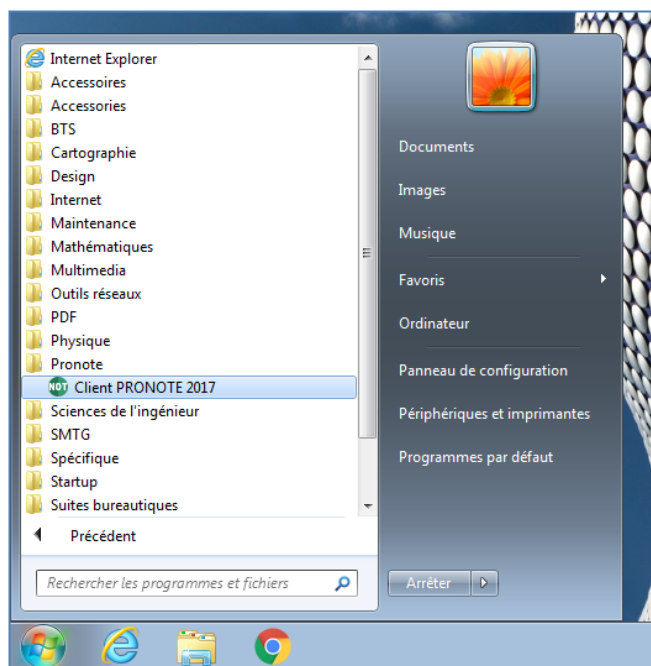 Internet Explorer
Accessoires
Accessories
BTS
Cartographie
Design
Internet
Maintenance
Mathématiques
Multimedia
Outils réseaux
PDF
Physique
Pronote
NOT Client PRONOTE 2017
Sciences de l'ingénieur
SMTG
Spécifique
Startup
Suites bureautiques
Précédent
Rechercher les programmes et fichiers
Documents
Images
Musique
Favoris
Ordinateur
Panneau de configuration
Périphériques et imprimantes
Programmes par défaut
Arrêter